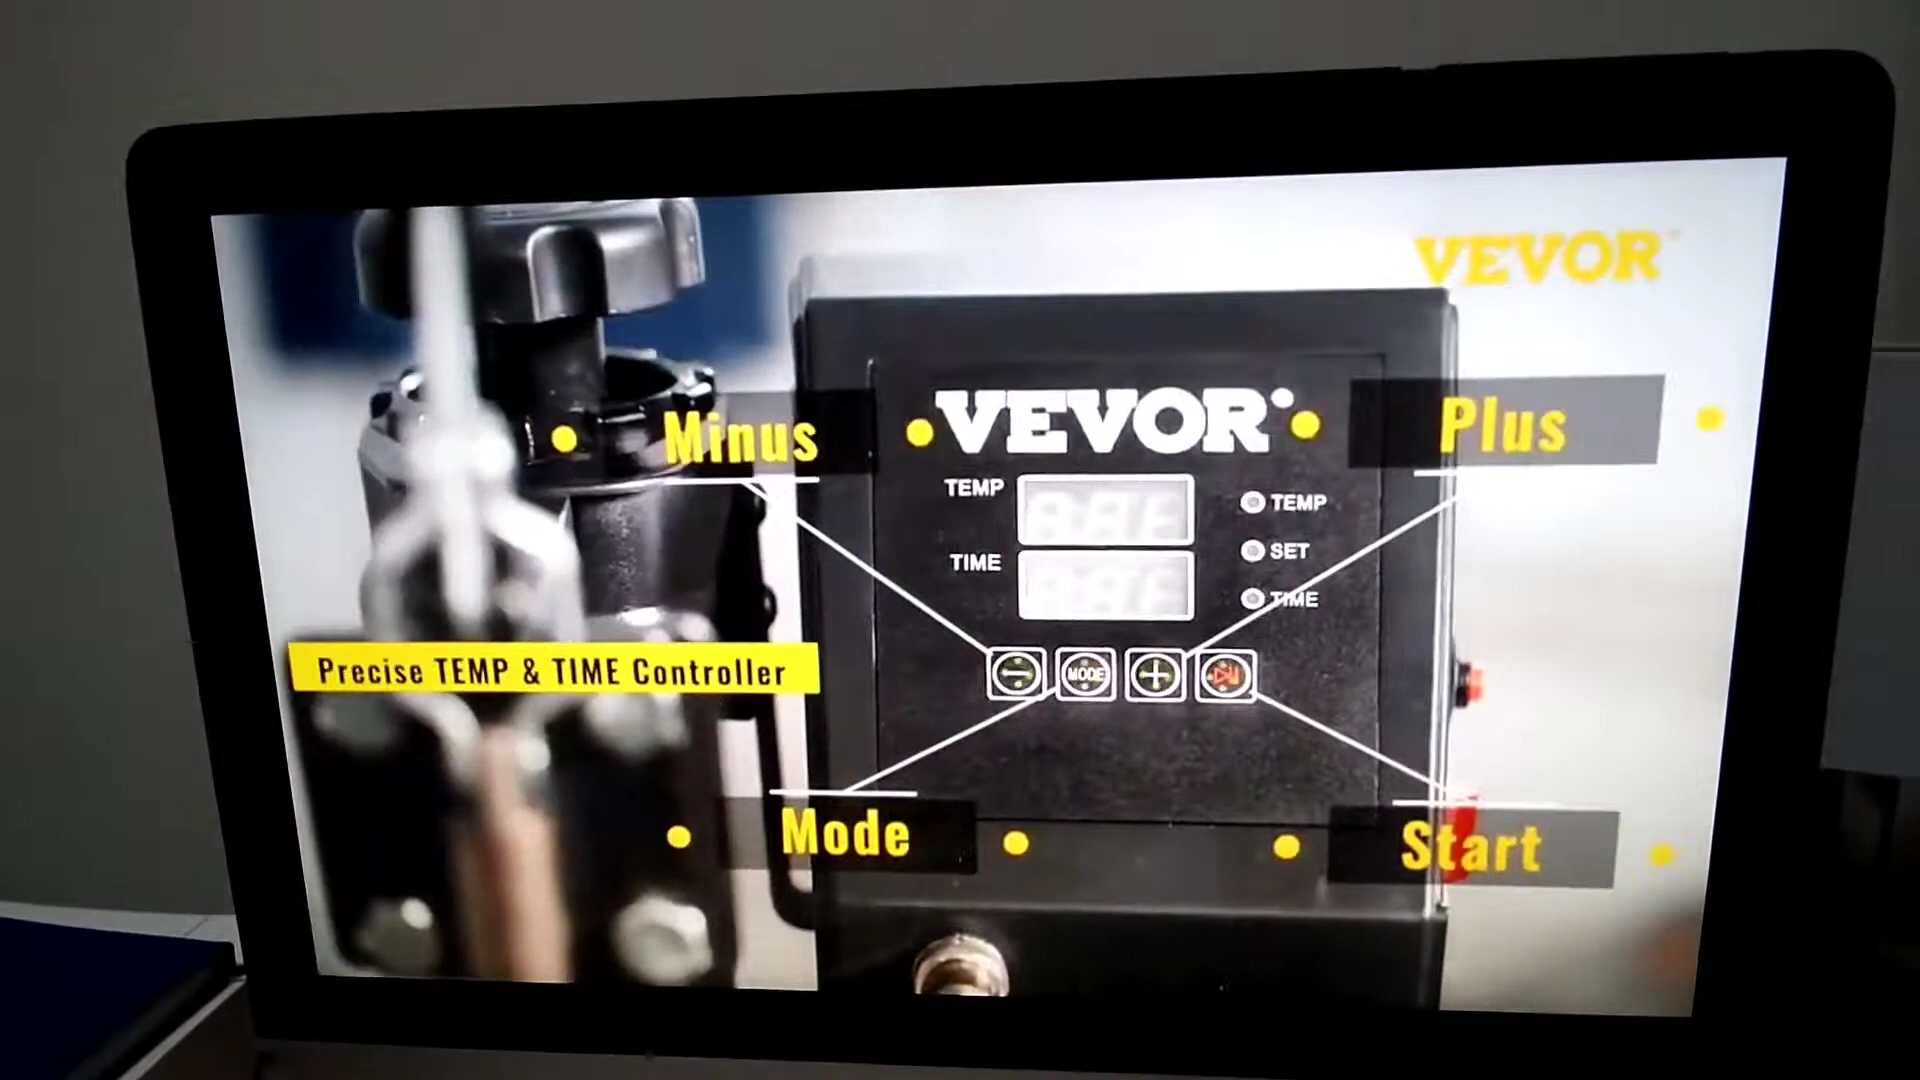 VEVOR
VEVOR
Minus
Plus
TEMP
TEMP
SET
TIME
TIME
MODE
Precise TEMP & TIME Controller
Mode
Start